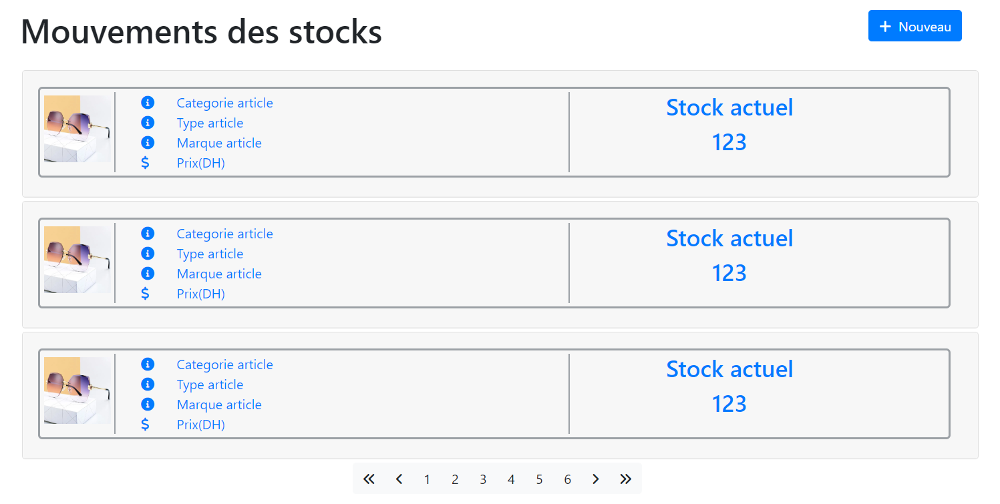 Mouvements des stocks
Nouveau
Categorie article
Type article
Marque article
Prix(DH)
Stock actuel
123
Categorie article
Type article
Marque article
Prix(DH)
Stock actuel
123
Categorie article
Type article
Marque article
Prix(DH)
Stock actuel
123
« ‹ 1 2 3 4 5 6 › »